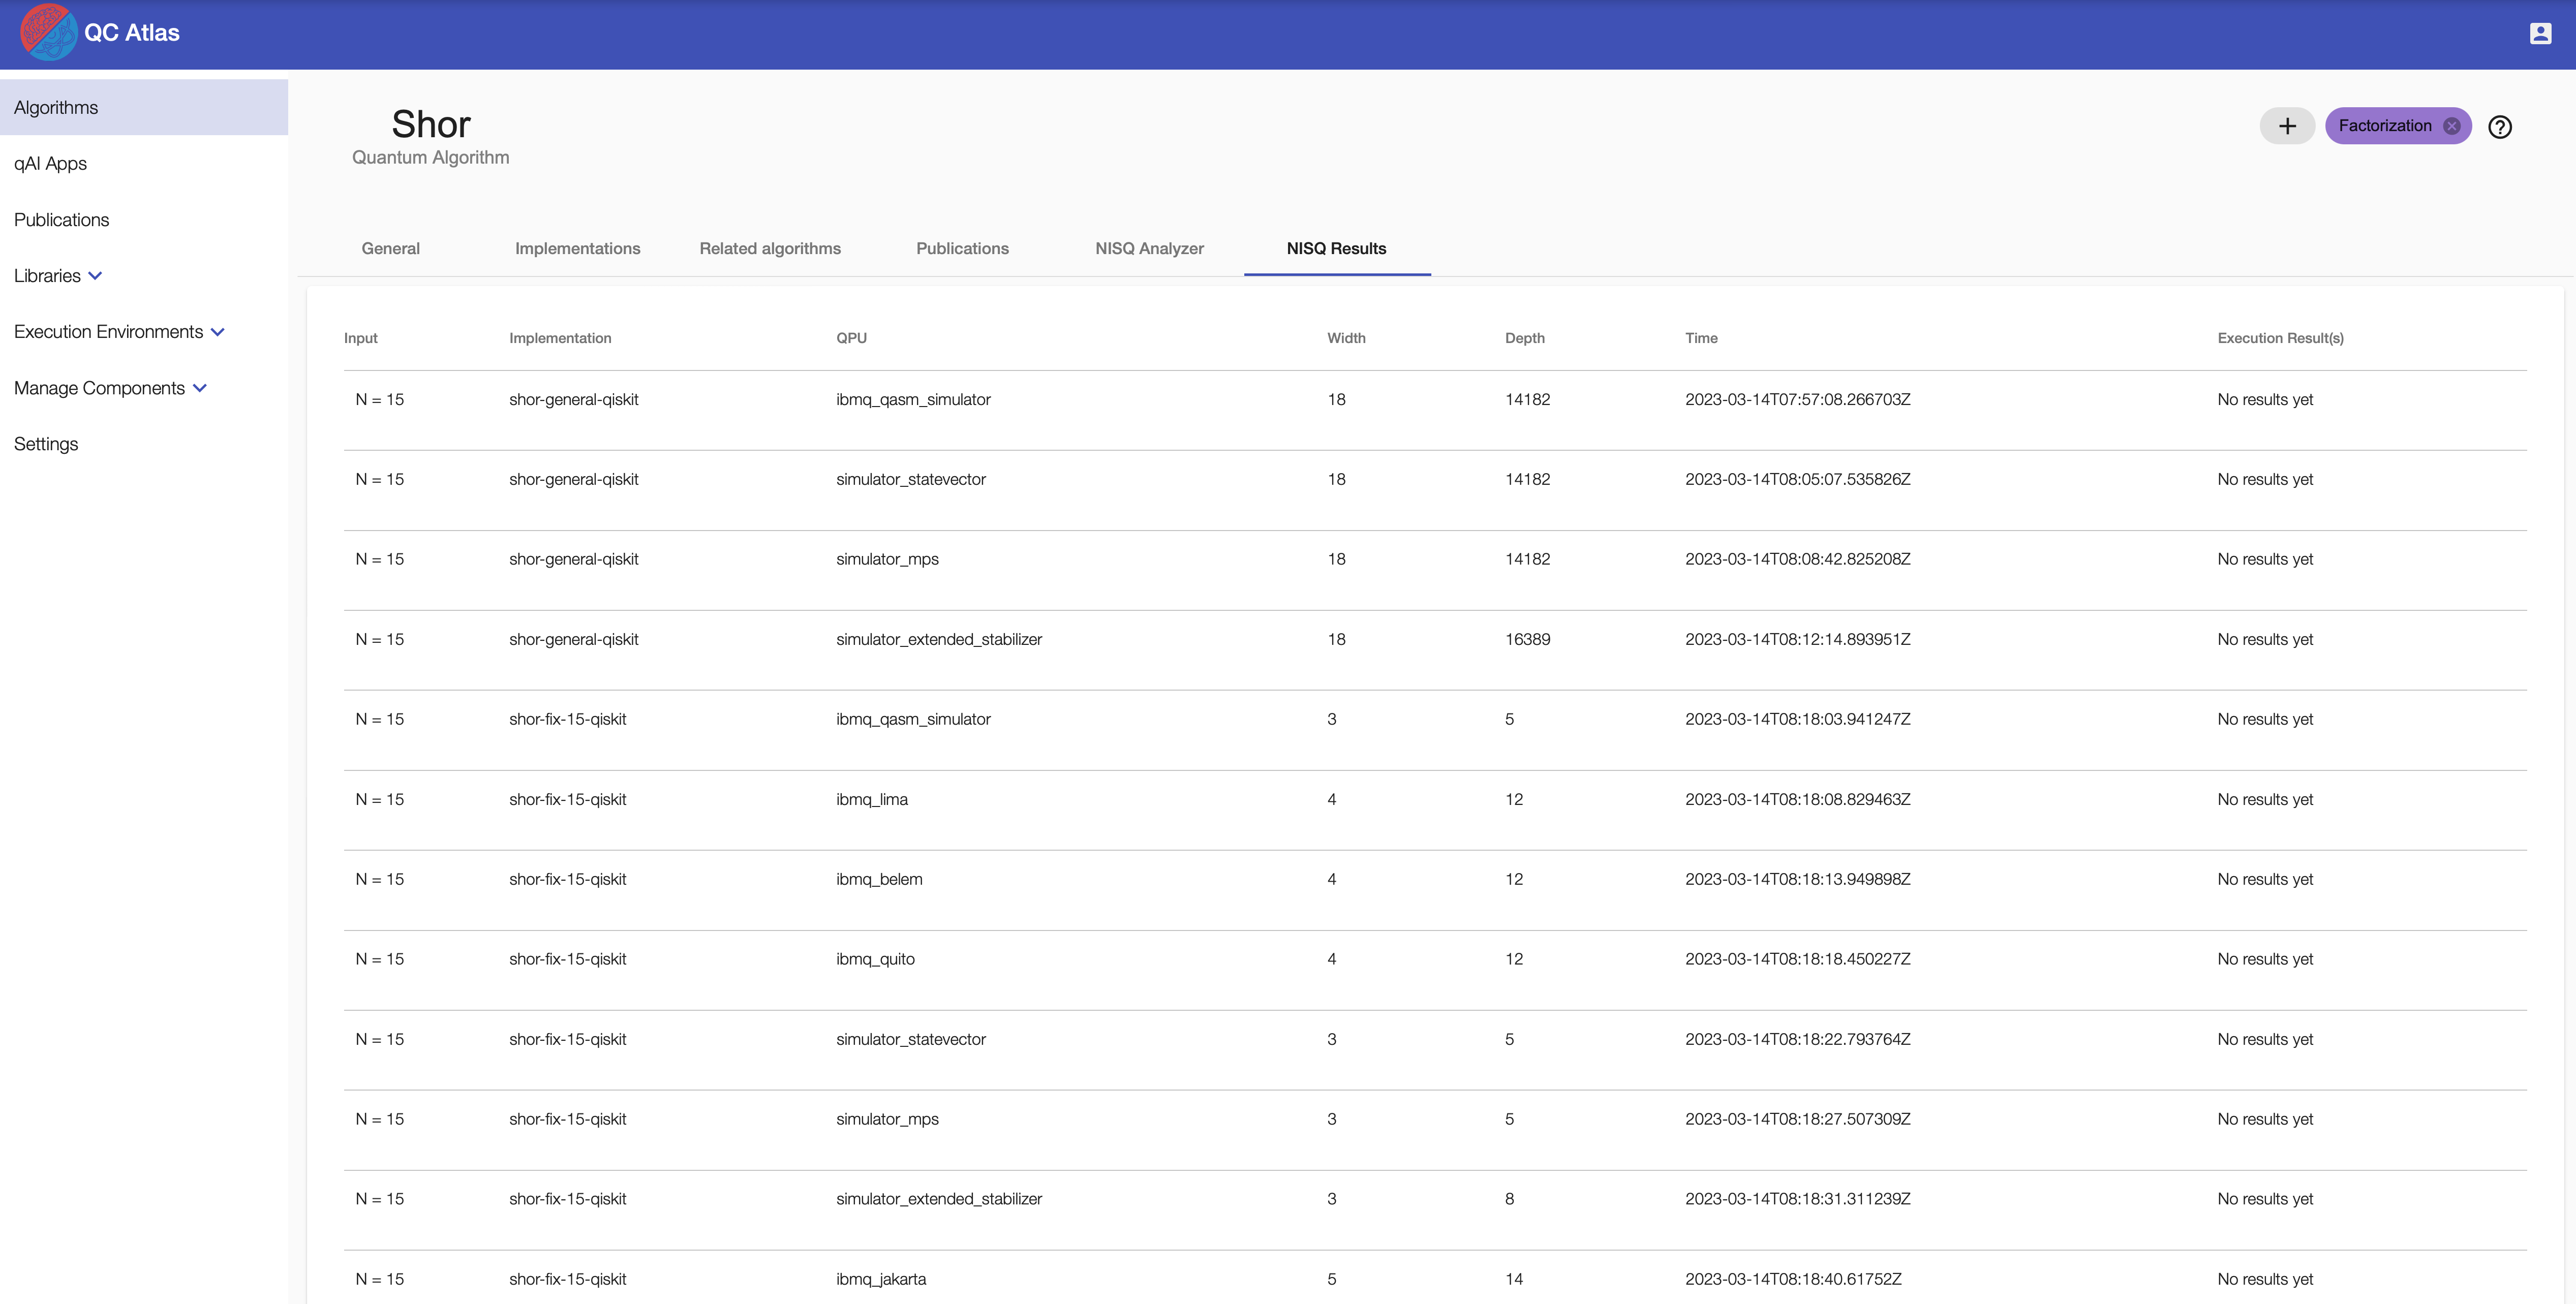 QC Atlas
Algorithms
qAI Apps
Publications
Libraries
Execution Environments
Manage Components
Settings
Shor
Quantum Algorithm
Factorization
General Implementations Related algorithms Publications NISQ Analyzer NISQ Results
Input Implementation QPU Width Depth Time Execution Result(s)
N = 15 shor-general-qiskit ibmq_qasm_simulator 18 14182 2023-03-14T07:57:08.266703Z No results yet
N = 15 shor-general-qiskit simulator_statevector 18 14182 2023-03-14T08:05:07.535826Z No results yet
N = 15 shor-general-qiskit simulator_mps 18 14182 2023-03-14T08:08:42.825208Z No results yet
N = 15 shor-general-qiskit simulator_extended_stabilizer 18 16389 2023-03-14T08:12:14.893951Z No results yet
N = 15 shor-fix-15-qiskit ibmq_qasm_simulator 3 5 2023-03-14T08:18:03.941247Z No results yet
N = 15 shor-fix-15-qiskit ibmq_lima 4 12 2023-03-14T08:18:08.829463Z No results yet
N = 15 shor-fix-15-qiskit ibmq_belem 4 12 2023-03-14T08:18:13.949898Z No results yet
N = 15 shor-fix-15-qiskit ibmq_quito 4 12 2023-03-14T08:18:18.450227Z No results yet
N = 15 shor-fix-15-qiskit simulator_statevector 3 5 2023-03-14T08:18:22.793764Z No results yet
N = 15 shor-fix-15-qiskit simulator_mps 3 5 2023-03-14T08:18:27.507309Z No results yet
N = 15 shor-fix-15-qiskit simulator_extended_stabilizer 3 8 2023-03-14T08:18:31.311239Z No results yet
N = 15 shor-fix-15-qiskit ibmq_jakarta 5 14 2023-03-14T08:18:40.61752Z No results yet